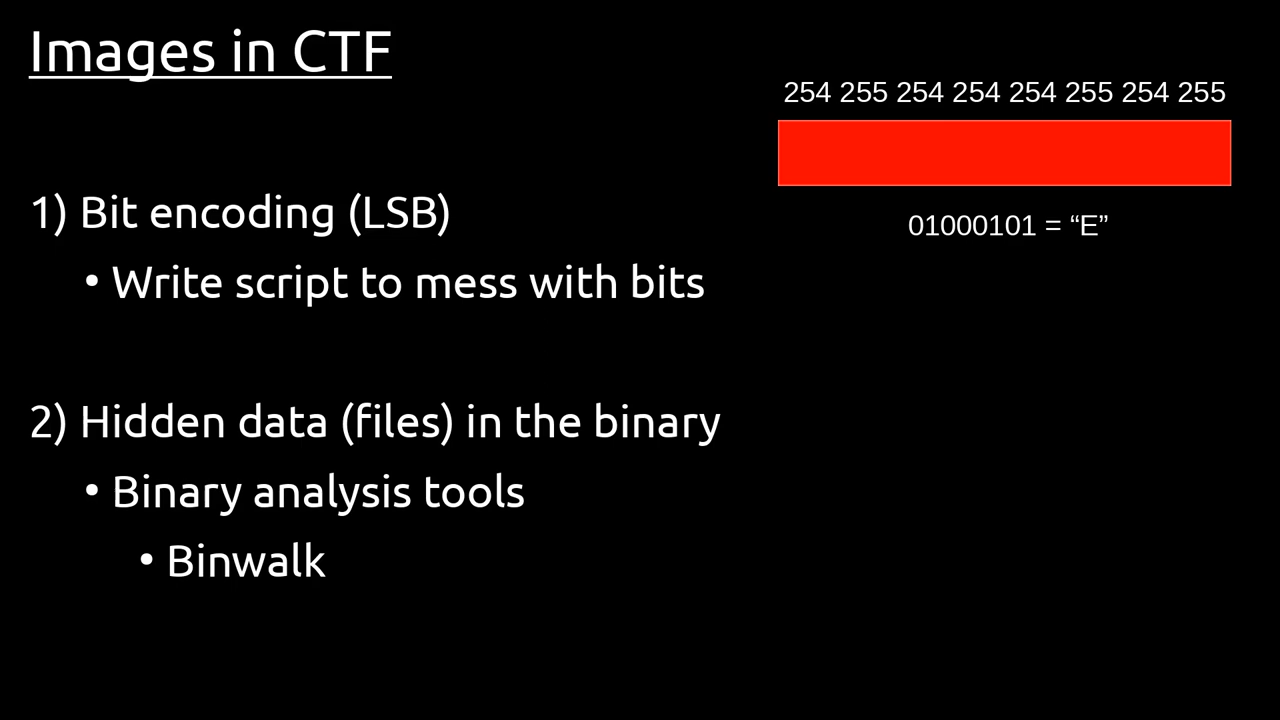 Images in CTF
254 255 254 254 254 255 254 255
01000101 = “E”
1) Bit encoding (LSB)
• Write script to mess with bits
2) Hidden data (files) in the binary
• Binary analysis tools
• Binwalk